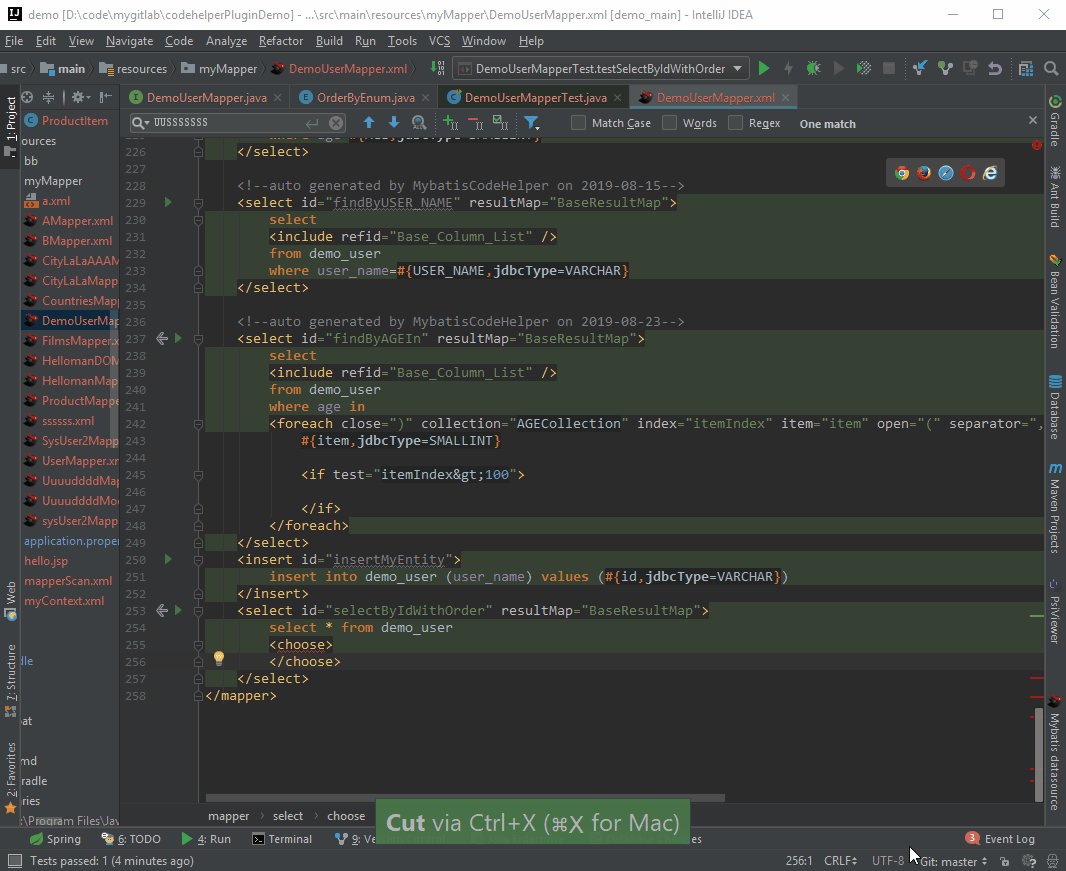 demo [D:\code\mygitlab\codehelperPluginDemo] - ...\src\main\resources\myMapper\DemoUserMapper.xml [demo_main] - IntelliJ IDEA
File Edit View Navigate Code Analyze Refactor Build Run Tools VCS Window Help
src main resources myMapper DemoUserMapper.xml DemoUserMapperTest.testSelectByIdWithOrder
DemoUserMapper.java OrderByEnum.java DemoUserMapperTest.java DemoUserMapper.xml
UUSSSSSSS Match Case Words Regex One match
1: Project
ProductItem
ources
bb
myMapper
a.xml
AMapper.xml
BMapper.xml
CityLaLaAAAM
CityLaLaMapp
CountriesMap
DemoUserMap
FilmsMapper.x
HellomanDOM
HellomanMap
ProductMappe
ssssss.xml
SysUser2Mapp
UserMapper.xm
UuuuddddMap
UuuuddddMod
sysUser2Mapp
application.proper
hello.jsp
mapperScan.xml
myContext.xml
dle
eat
md
radle
ries
:\Program Files\Jav
Web
7: Structure
2: Favorites
226 </select>
227
228 <!--auto generated by MybatisCodeHelper on 2019-08-15-->
229 <select id="findByUSER_NAME" resultMap="BaseResultMap">
230 select
231 <include refid="Base_Column_List" />
232 from demo_user
233 where user_name=#{USER_NAME,jdbcType=VARCHAR}
234 </select>
235
236 <!--auto generated by MybatisCodeHelper on 2019-08-23-->
237 <select id="findByAGEIn" resultMap="BaseResultMap">
238 select
239 <include refid="Base_Column_List" />
240 from demo_user
241 where age in
242 <foreach close=")" collection="AGECollection" index="itemIndex" item="item" open="(" separator=",
243 #{item,jdbcType=SMALLINT}
244
245 <if test="itemIndex&gt;100">
246
247 </if>
248 </foreach>
249 </select>
250 <insert id="insertMyEntity">
251 insert into demo_user (user_name) values (#{id,jdbcType=VARCHAR})
252 </insert>
253 <select id="selectByIdWithOrder" resultMap="BaseResultMap">
254 select * from demo_user
255 <choose>
256 </choose>
257 </select>
258 </mapper>
Gradle
Ant Build
Bean Validation
Database
Maven Projects
PsiViewer
Mybatis datasource
mapper select choose
Cut via Ctrl+X (⌘X for Mac)
Spring 6: TODO 4: Run Terminal 9: Ve es 3 Event Log
Tests passed: 1 (4 minutes ago) 256:1 CRLF UTF-8 Git: master